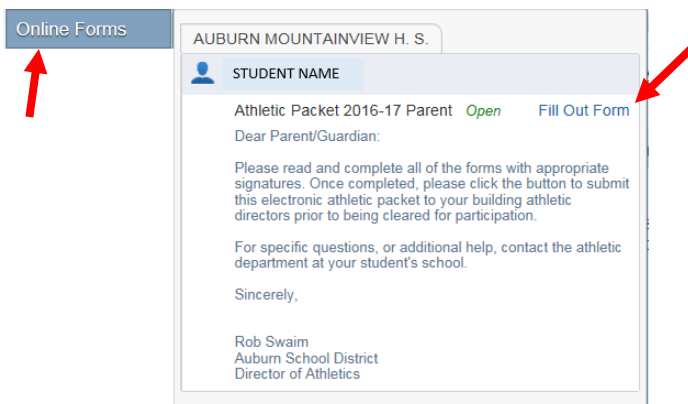 Online Forms
AUBURN MOUNTAINVIEW H. S.
STUDENT NAME
Athletic Packet 2016-17 Parent Open Fill Out Form
Dear Parent/Guardian:
Please read and complete all of the forms with appropriate
signatures. Once completed, please click the button to submit
this electronic athletic packet to your building athletic
directors prior to being cleared for participation.
For specific questions, or additional help, contact the athletic
department at your student's school.
Sincerely,
Rob Swaim
Auburn School District
Director of Athletics